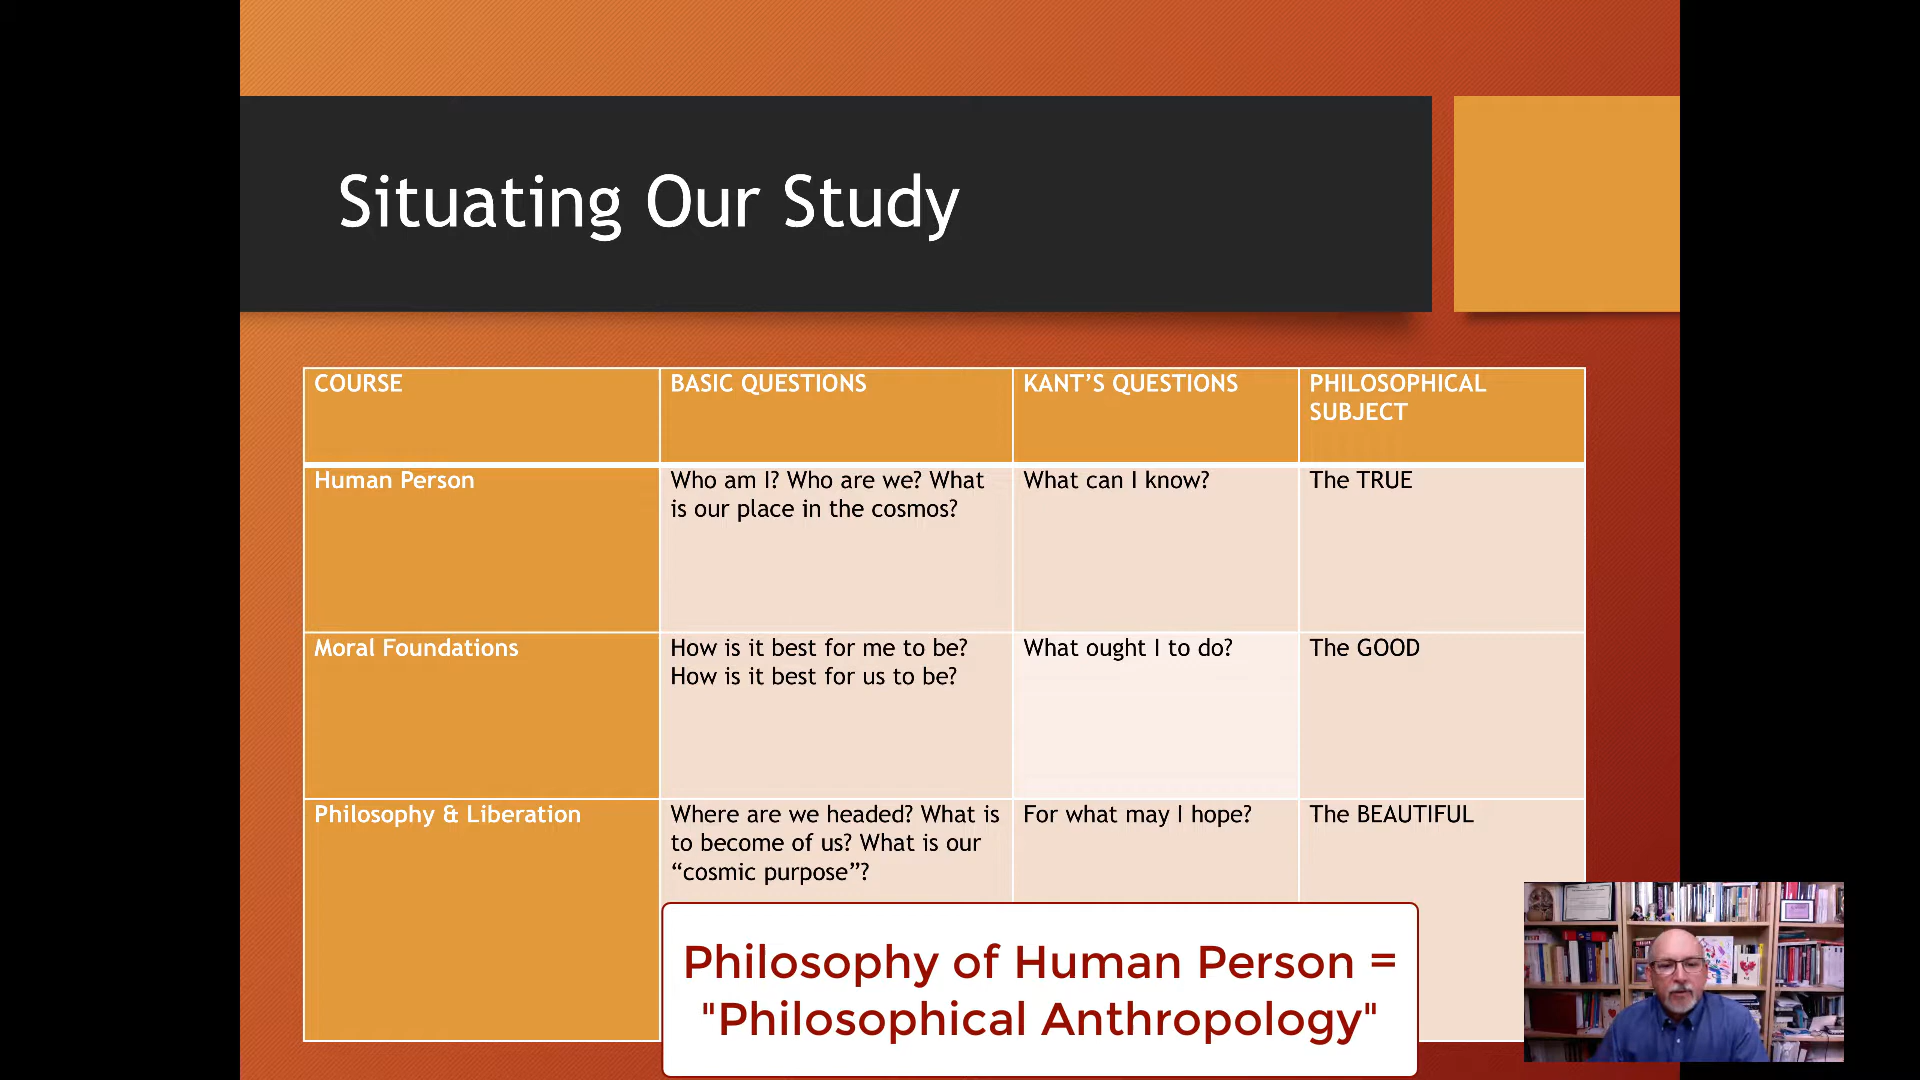 Situating Our Study
COURSE
BASIC QUESTIONS
KANT’S QUESTIONS
PHILOSOPHICAL
SUBJECT
Human Person
Who am I? Who are we? What
is our place in the cosmos?
What can I know?
The TRUE
Moral Foundations
How is it best for me to be?
How is it best for us to be?
What ought I to do?
The GOOD
Philosophy & Liberation
Where are we headed? What is
to become of us? What is our
“cosmic purpose”?
For what may I hope?
The BEAUTIFUL
Philosophy of Human Person =
"Philosophical Anthropology"